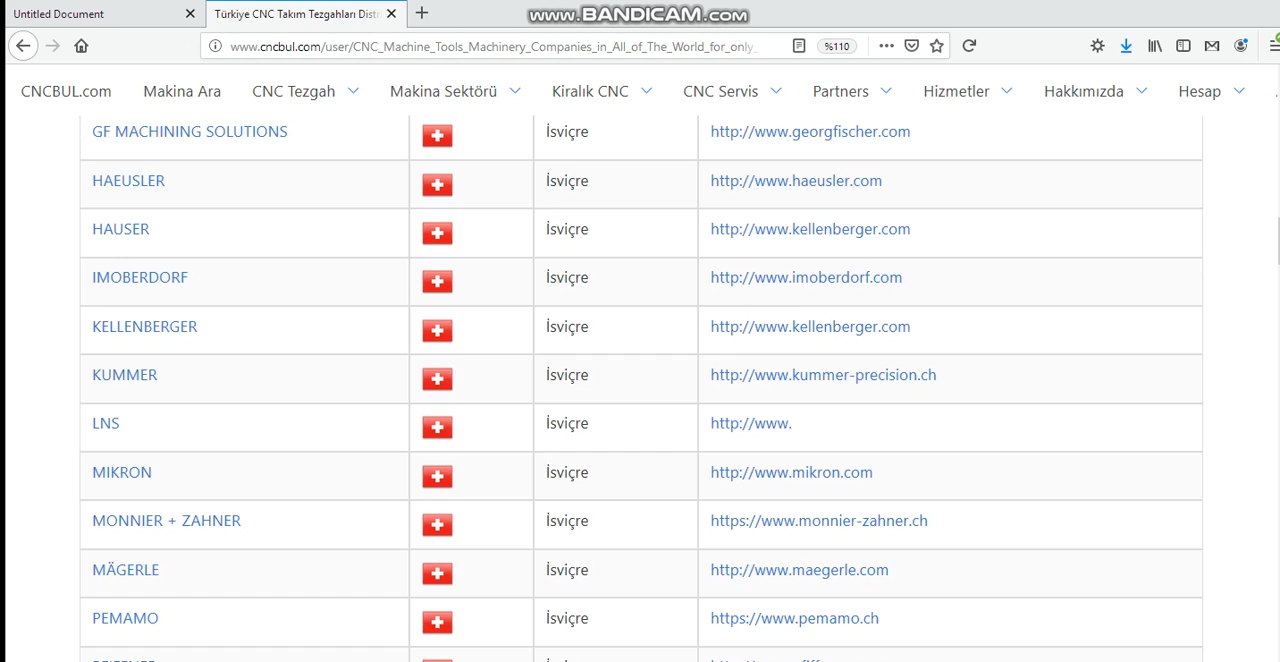 Untitled Document
Türkiye CNC Takım Tezgahları Distri
www.BANDICAM.com
www.cncbul.com/user/CNC_Machine_Tools_Machinery_Companies_in_All_of_The_World_for_only_
%110
CNCBUL.com Makina Ara CNC Tezgah Makina Sektörü Kiralık CNC CNC Servis Partners Hizmetler Hakkımızda Hesap
GF MACHINING SOLUTIONS İsviçre http://www.georgfischer.com
HAEUSLER İsviçre http://www.haeusler.com
HAUSER İsviçre http://www.kellenberger.com
IMOBERDORF İsviçre http://www.imoberdorf.com
KELLENBERGER İsviçre http://www.kellenberger.com
KUMMER İsviçre http://www.kummer-precision.ch
LNS İsviçre http://www.
MIKRON İsviçre http://www.mikron.com
MONNIER + ZAHNER İsviçre https://www.monnier-zahner.ch
MÄGERLE İsviçre http://www.maegerle.com
PEMAMO İsviçre https://www.pemamo.ch